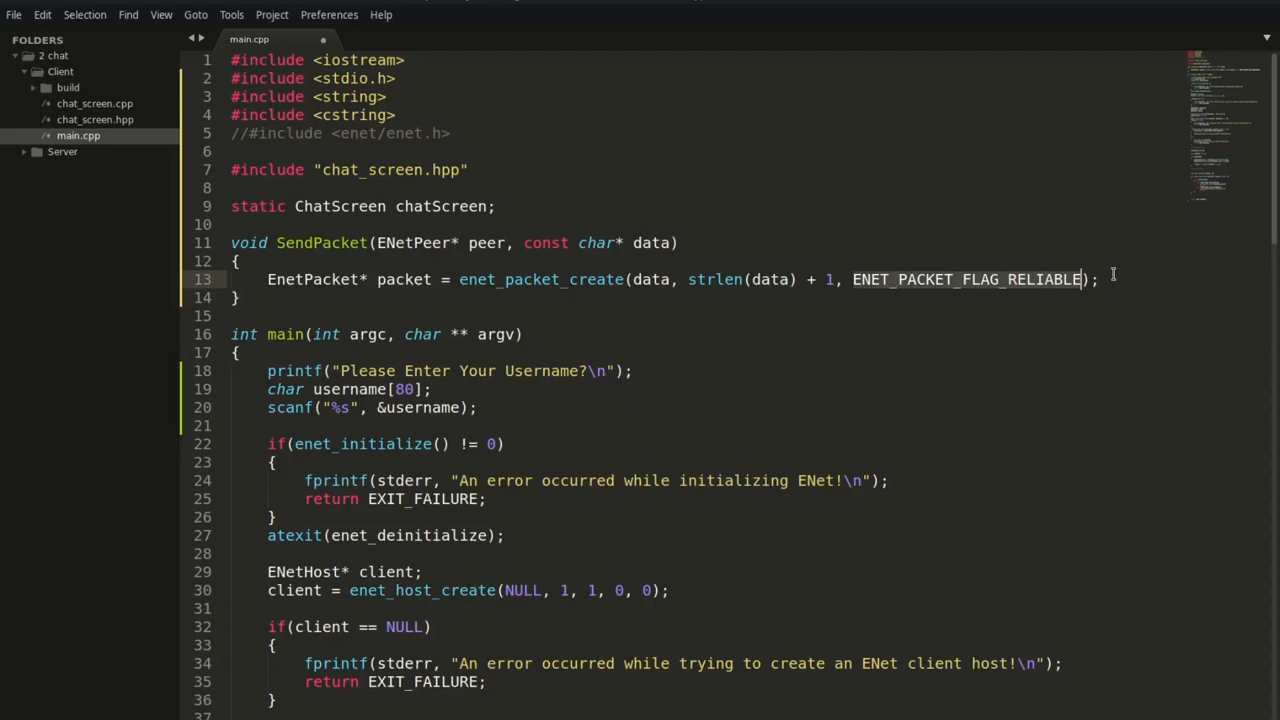 File Edit Selection Find View Goto Tools Project Preferences Help
FOLDERS
2 chat
Client
build
chat_screen.cpp
chat_screen.hpp
main.cpp
Server
main.cpp
1 #include <iostream>
2 #include <stdio.h>
3 #include <string>
4 #include <cstring>
5 //#include <enet/enet.h>
6
7 #include "chat_screen.hpp"
8
9 static ChatScreen chatScreen;
10
11 void SendPacket(ENetPeer* peer, const char* data)
12 {
13 EnetPacket* packet = enet_packet_create(data, strlen(data) + 1, ENET_PACKET_FLAG_RELIABLE);
14 }
15
16 int main(int argc, char ** argv)
17 {
18 printf("Please Enter Your Username?\n");
19 char username[80];
20 scanf("%s", &username);
21
22 if(enet_initialize() != 0)
23 {
24 fprintf(stderr, "An error occurred while initializing ENet!\n");
25 return EXIT_FAILURE;
26 }
27 atexit(enet_deinitialize);
28
29 ENetHost* client;
30 client = enet_host_create(NULL, 1, 1, 0, 0);
31
32 if(client == NULL)
33 {
34 fprintf(stderr, "An error occurred while trying to create an ENet client host!\n");
35 return EXIT_FAILURE;
36 }
37